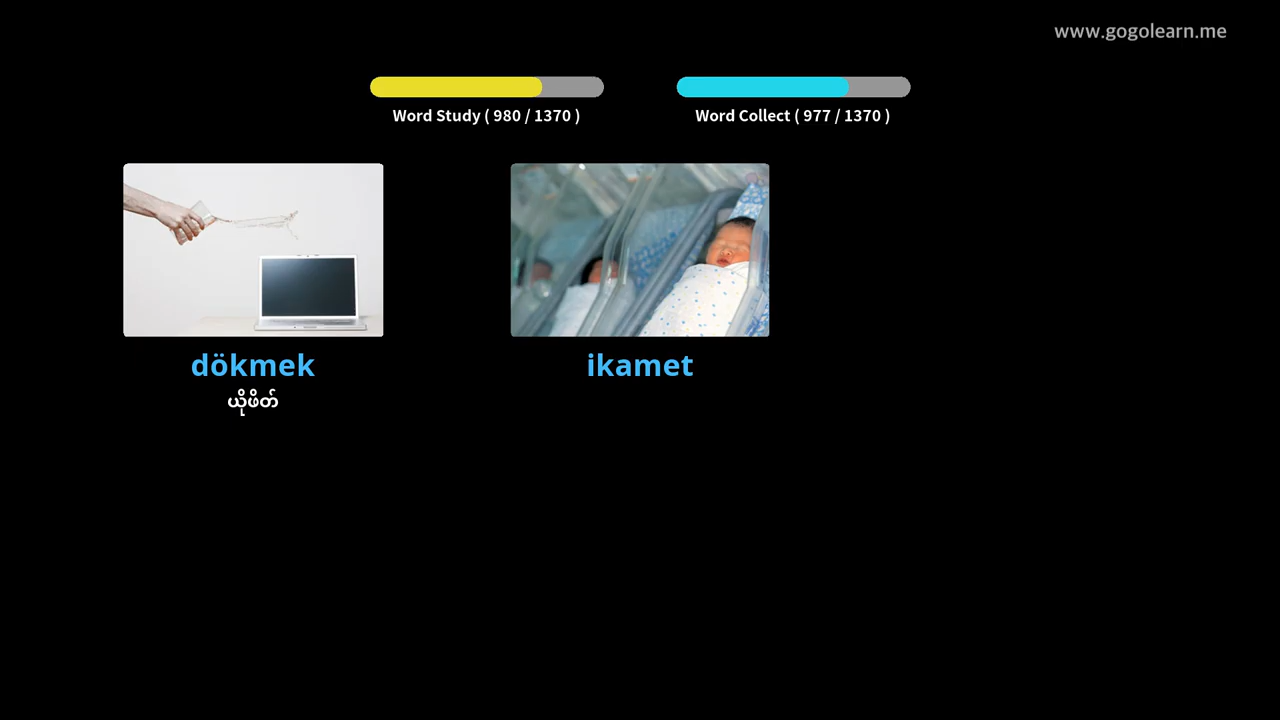 www.gogolearn.me
Word Study ( 980 / 1370 )
Word Collect ( 977 / 1370 )
dökmek
ikamet
ယိုဖိတ်